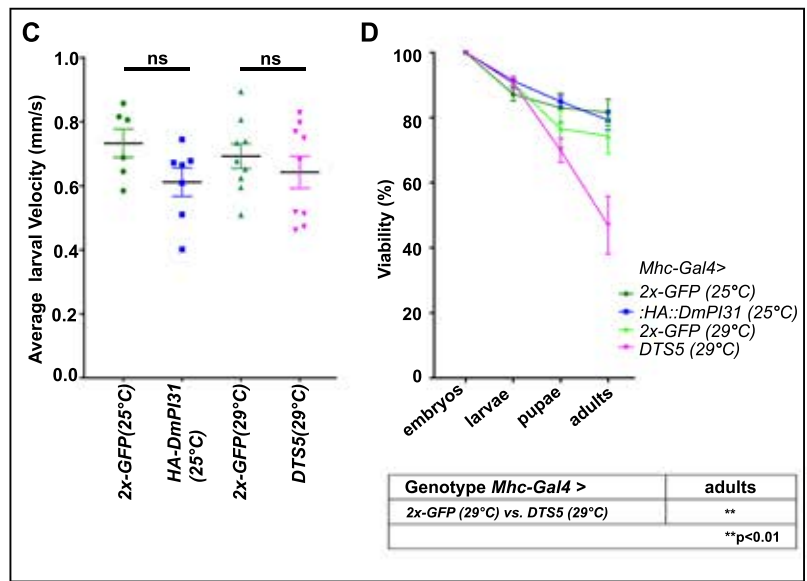 C
ns
ns
Average larval Velocity (mm/s)
1.0
0.8
0.6
0.4
0.2
0.0
2x-GFP(25°C)
HA-DmPI31
(25°C)
2x-GFP(29°C)
DTS5(29°C)
D
Viability (%)
100
80
60
40
20
0
embryos
larvae
pupae
adults
Mhc-Gal4>
2x-GFP (25°C)
:HA::DmPI31 (25°C)
2x-GFP (29°C)
DTS5 (29°C)
Genotype Mhc-Gal4 > adults
2x-GFP (29°C) vs. DTS5 (29°C) **
**p<0.01